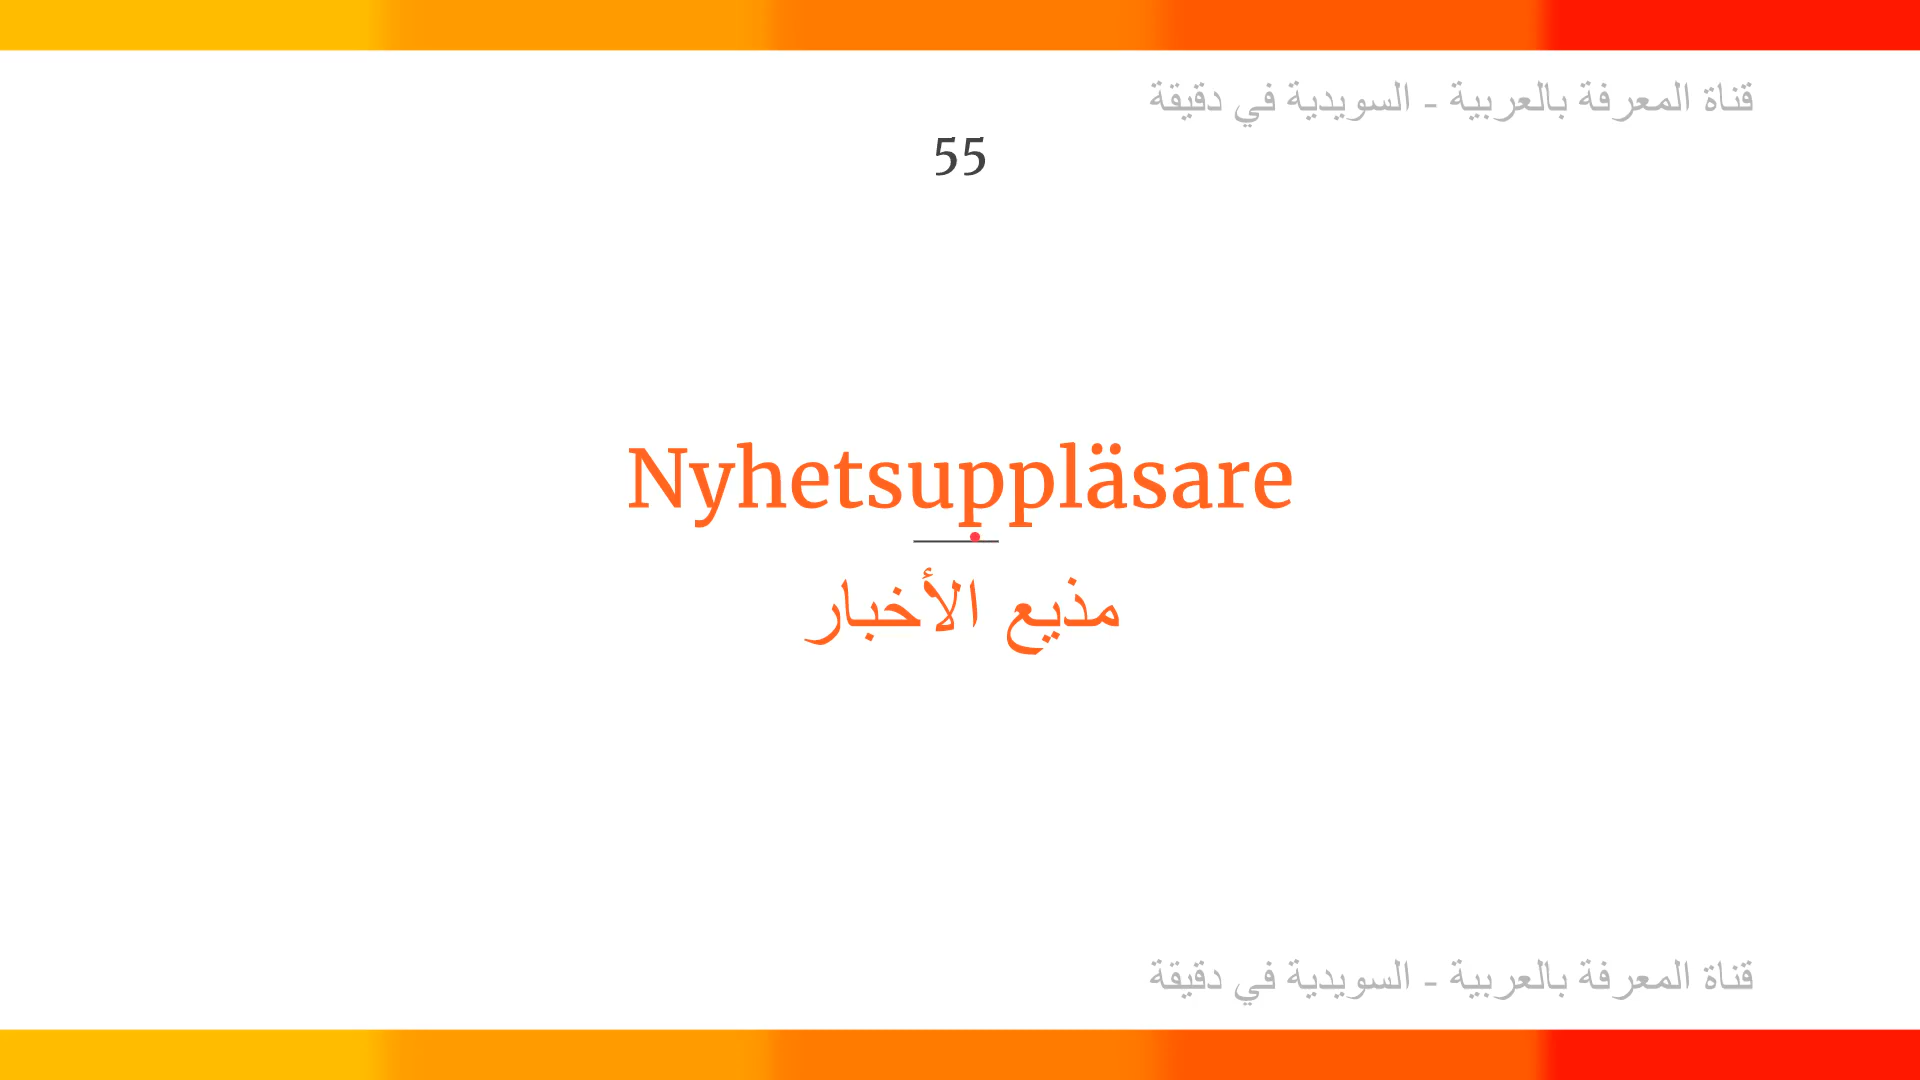 قناة المعرفة بالعربية - السويدية في دقيقة
55
Nyhetsuppläsare
مذيع الأخبار
قناة المعرفة بالعربية - السويدية في دقيقة